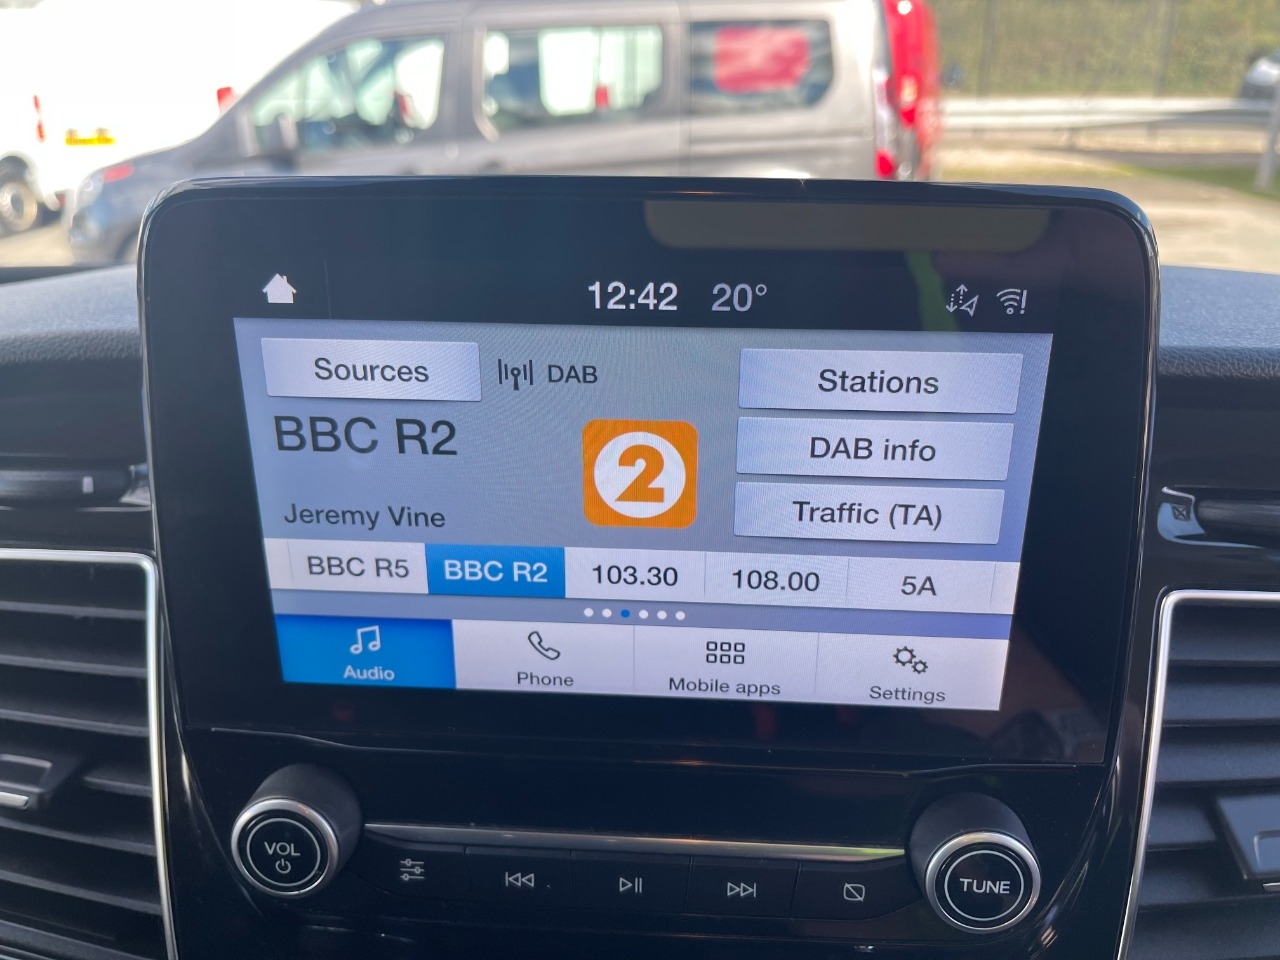 12:42 20°
Sources DAB Stations
BBC R2
2
DAB info
Jeremy Vine
Traffic (TA)
BBC R5 BBC R2 103.30 108.00 5A
Audio Phone Mobile apps Settings
VOL
TUNE